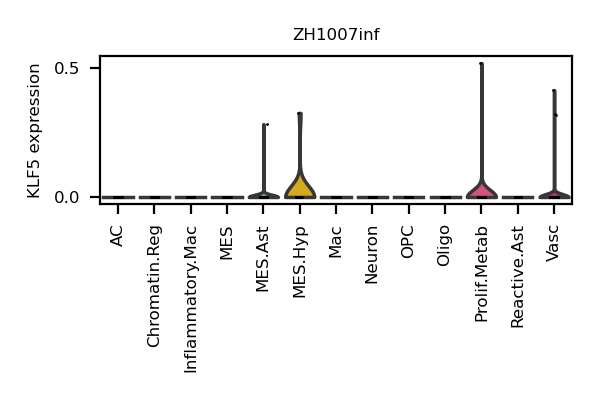 ZH1007inf
KLF5 expression
0.5
0.0
AC
Chromatin.Reg
Inflammatory.Mac
MES
MES.Ast
MES.Hyp
Mac
Neuron
OPC
Oligo
Prolif.Metab
Reactive.Ast
Vasc